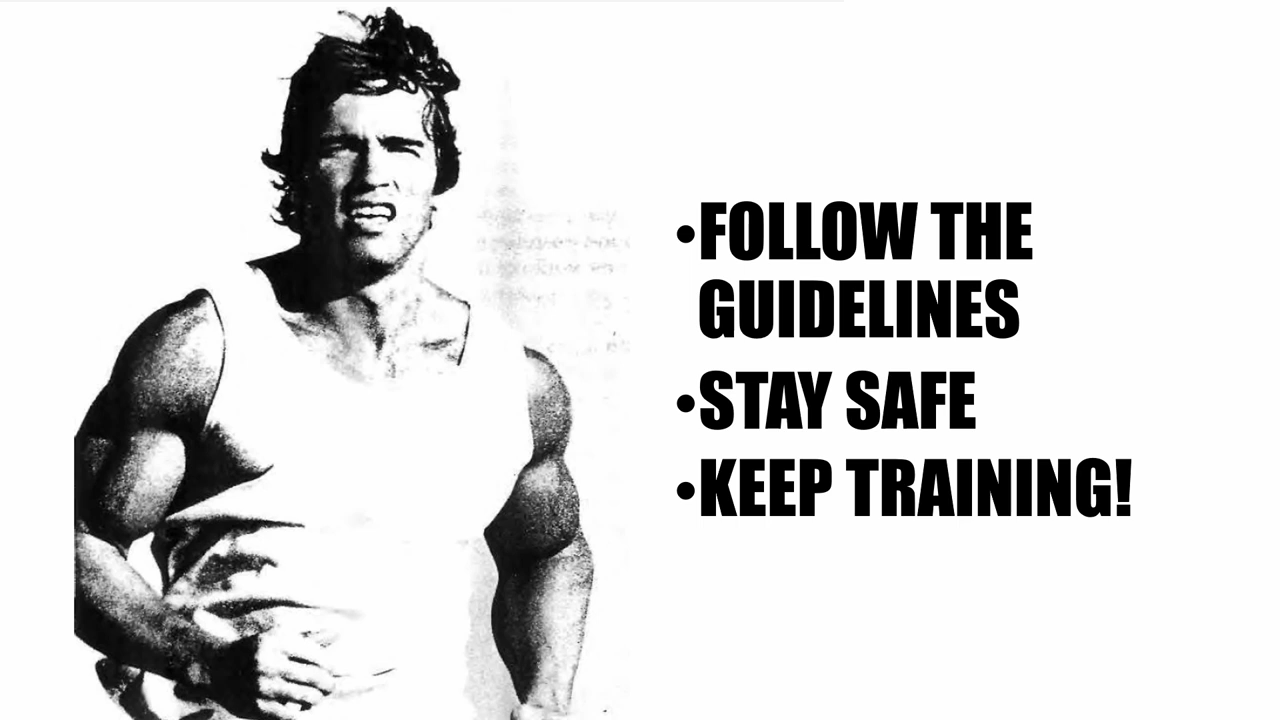 •FOLLOW THE
GUIDELINES
•STAY SAFE
•KEEP TRAINING!